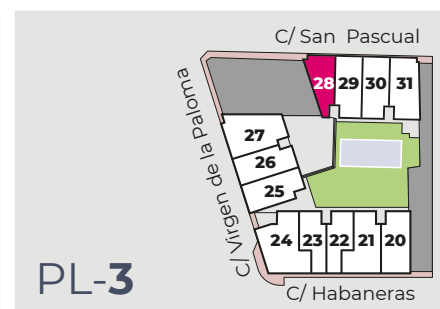 C/ San Pascual
28 29 30 31
C/ Virgen de la Paloma
27
26
25
24 23 22 21 20
PL-3
C/ Habaneras